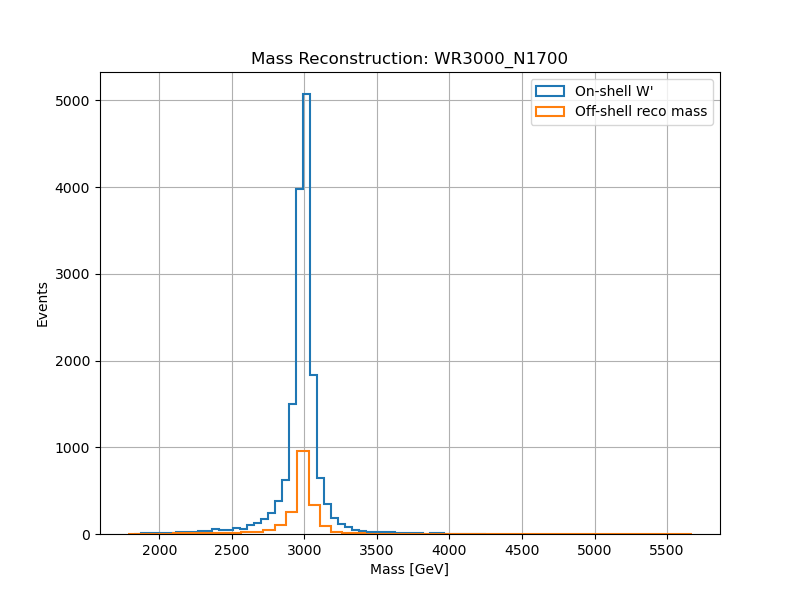 Mass Reconstruction: WR3000_N1700
On-shell W'
Off-shell reco mass
Events
5000
4000
3000
2000
1000
0
2000 2500 3000 3500 4000 4500 5000 5500
Mass [GeV]